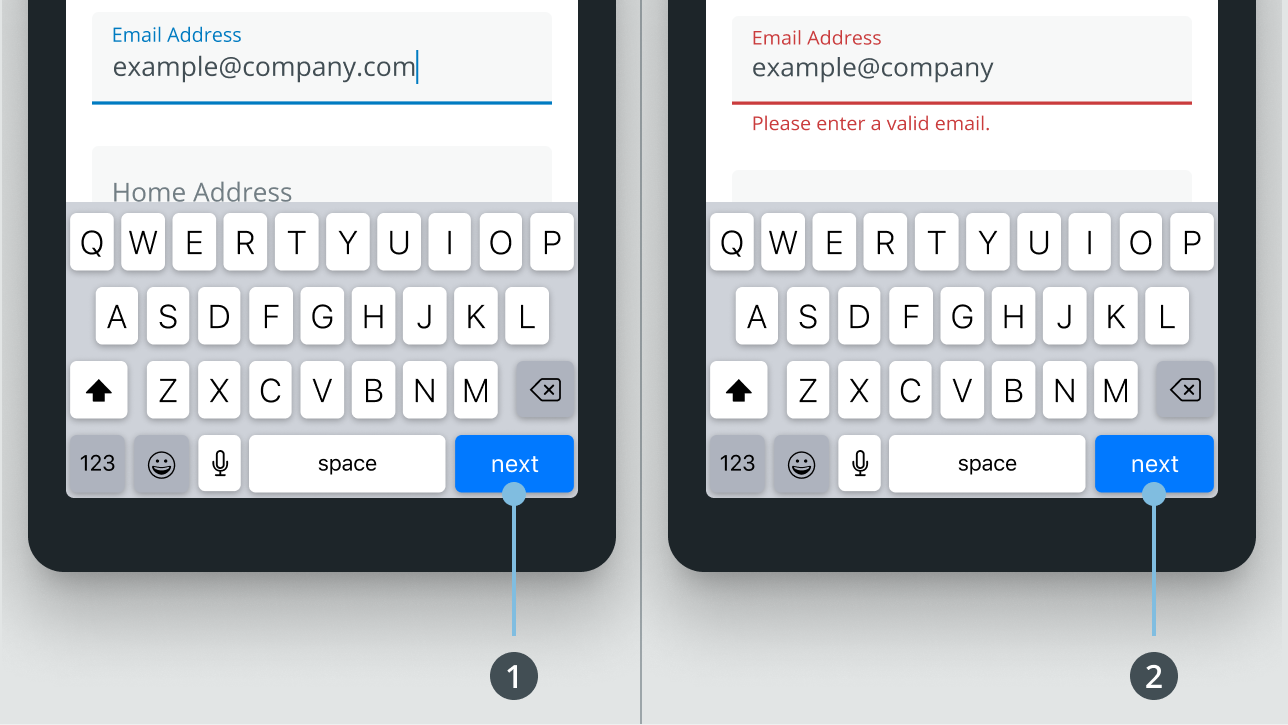 Email Address
example@company.com
Home Address
Q W E R T Y U I O P
A S D F G H J K L
Z X C V B N M
123 space next
1
Email Address
example@company
Please enter a valid email.
Q W E R T Y U I O P
A S D F G H J K L
Z X C V B N M
123 space next
2